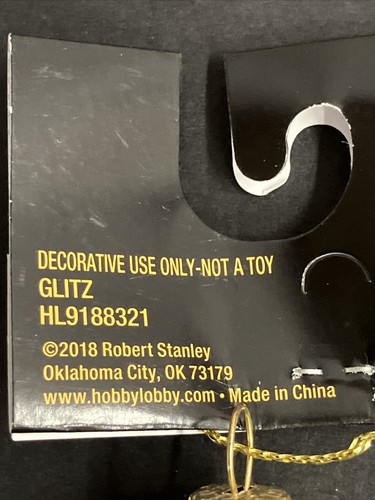 DECORATIVE USE ONLY-NOT A TOY
GLITZ
HL9188321
©2018 Robert Stanley
Oklahoma City, OK 73179
www.hobbylobby.com • Made in China